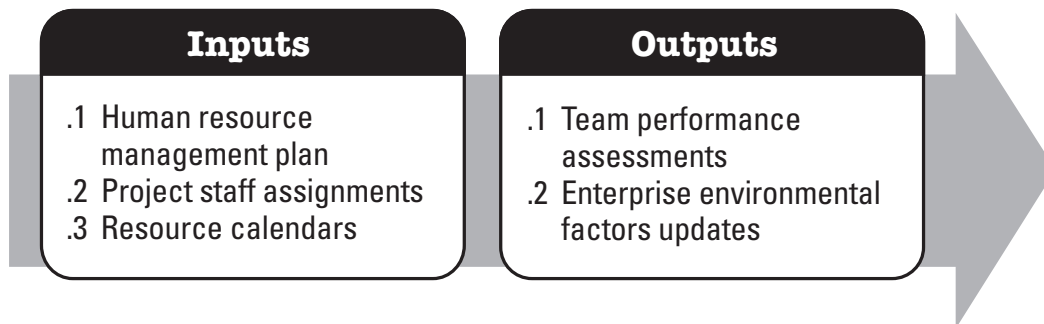 Inputs
.1 Human resource
management plan
.2 Project staff assignments
.3 Resource calendars
Outputs
.1 Team performance
assessments
.2 Enterprise environmental
factors updates